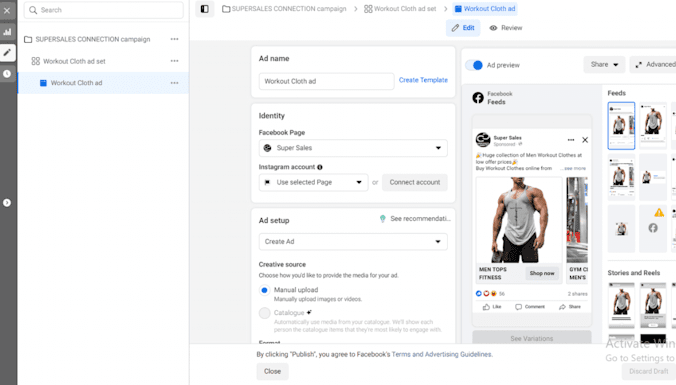 Search
SUPERSALES CONNECTION campaign
Workout Cloth ad set
Workout Cloth ad
SUPERSALES CONNECTION campaign
Workout Cloth ad set
Workout Cloth ad
Edit
Review
Ad name
Workout Cloth ad
Create Template
Identity
Facebook Page
Super Sales
Instagram account
Use selected Page
or
Connect account
Ad setup
See recommendati...
Create Ad
Creative source
Choose how you'd like to provide the media for your ad.
Manual upload
Manually upload images or videos.
Catalogue
Automatically use media from your catalogue. We'll show each
person the catalogue items that they're most likely to engage with.
Format
Ad preview
Share
Advanced
Facebook
Feeds
Super Sales
Sponsored
🎉Huge collection of Men Workout Clothes at
low offer prices🎉
Buy Workout Clothes online from ... see more
MEN TOPS
FITNESS
Shop now
GYM C
MEN'S
56
2 shares
Like
Comment
Share
See Variations
Feeds
Stories and Reels
By clicking "Publish", you agree to Facebook's Terms and Advertising Guidelines.
Close
Activate Win
Go to Settings to
Discard Draft